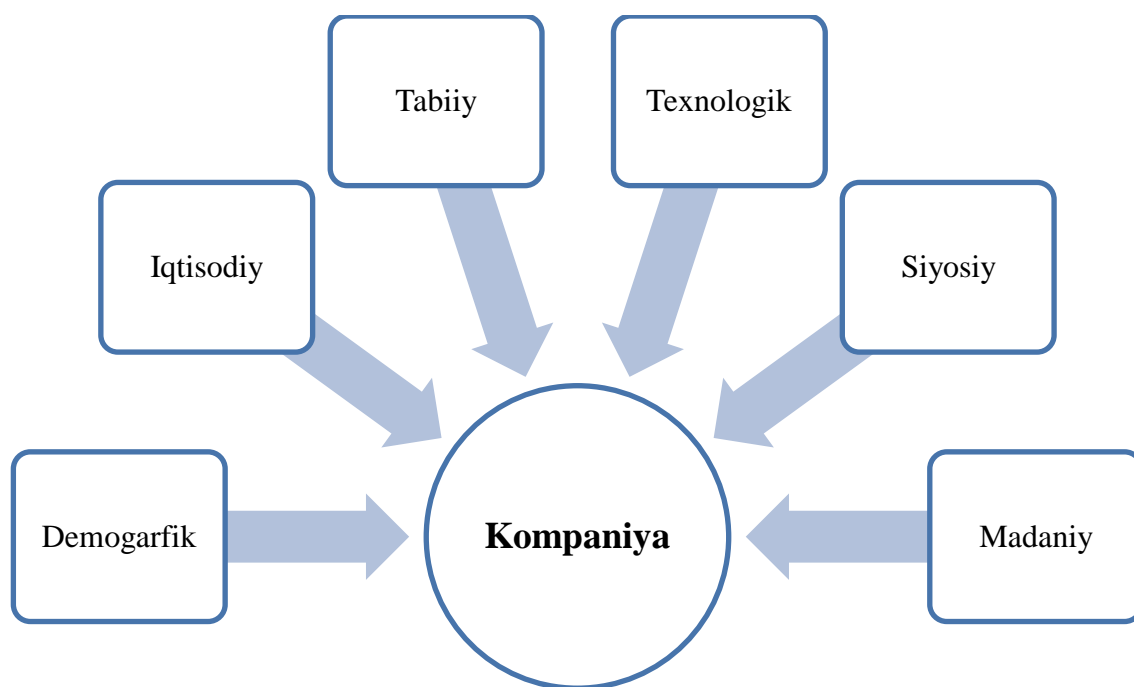 Tabiiy
Texnologik
Iqtisodiy
Siyosiy
Demogarfik
Kompaniya
Madaniy